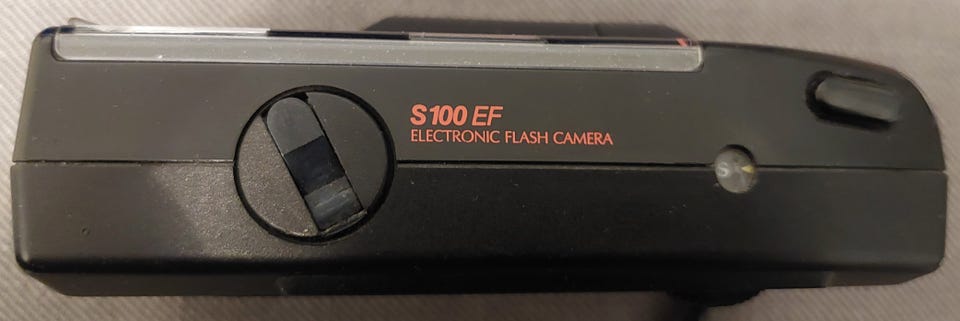 S100 EF
ELECTRONIC FLASH CAMERA
S